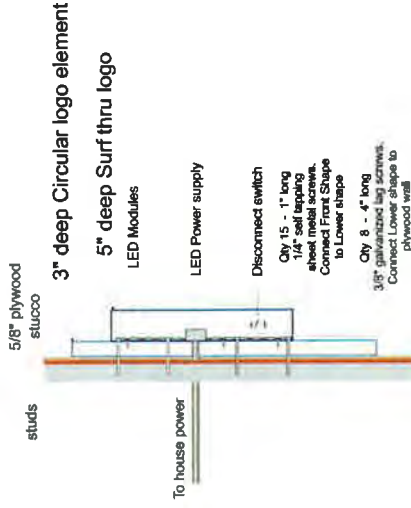 5/8" plywood
stucco
studs
3" deep Circular logo element
5" deep Surf thru logo
LED Modules
LED Power supply
To house power
Disconnect switch
Qty 15 - 1" long
1/4" self tapping
sheet metal screws.
Connect Front Shape
to Lower shape
Qty 8 - 4" long
3/8" galvanized lag screws.
Connect Lower shape to
plywood wall